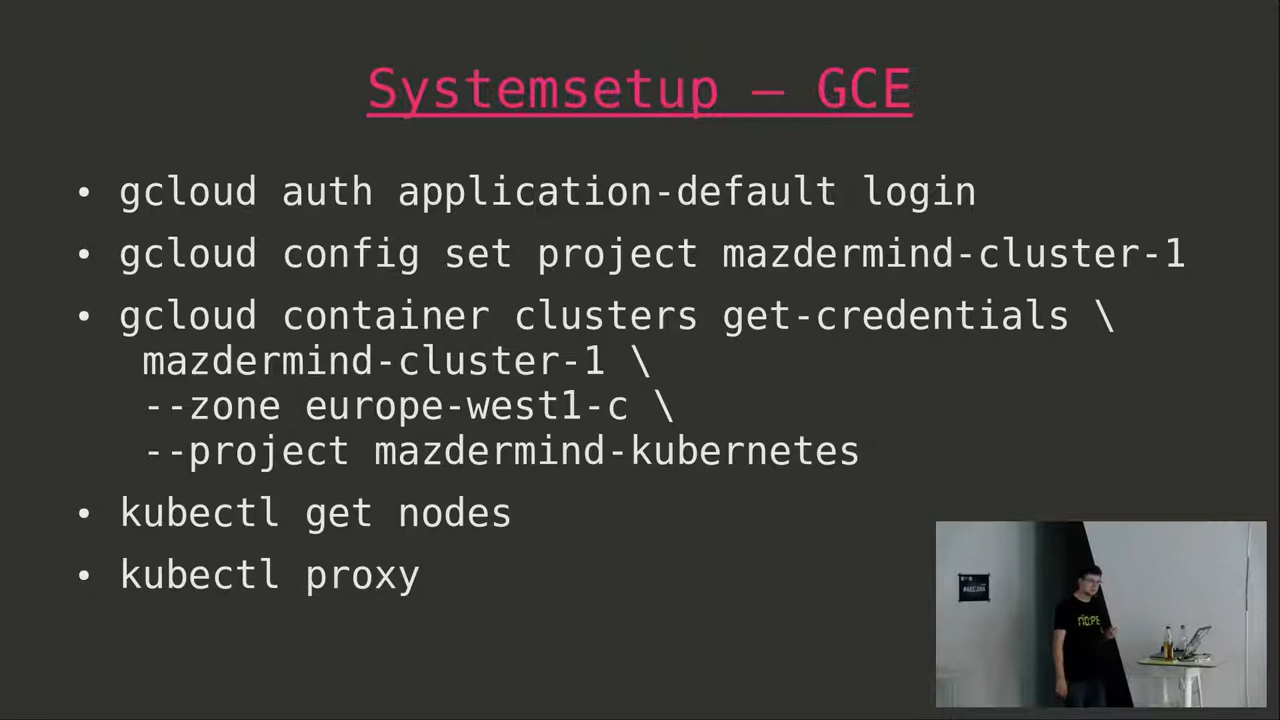 Systemsetup – GCE
• gcloud auth application-default login
• gcloud config set project mazdermind-cluster-1
• gcloud container clusters get-credentials \
mazdermind-cluster-1 \
--zone europe-west1-c \
--project mazdermind-kubernetes
• kubectl get nodes
• kubectl proxy